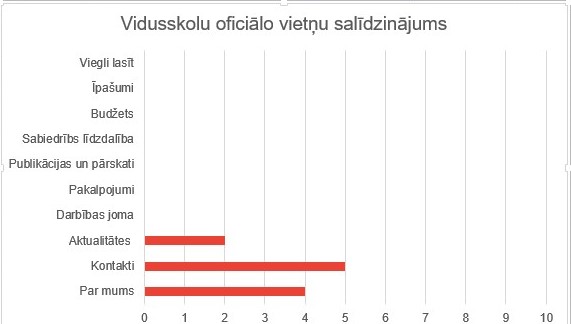 Vidusskolu oficiālo vietņu salīdzinājums
Viegli lasīt
Īpašumi
Budžets
Sabiedrībs līdzdalība
Publikācijas un pārskati
Pakalpojumi
Darbības joma
Aktualitātes
Kontakti
Par mums
0 1 2 3 4 5 6 7 8 9 10